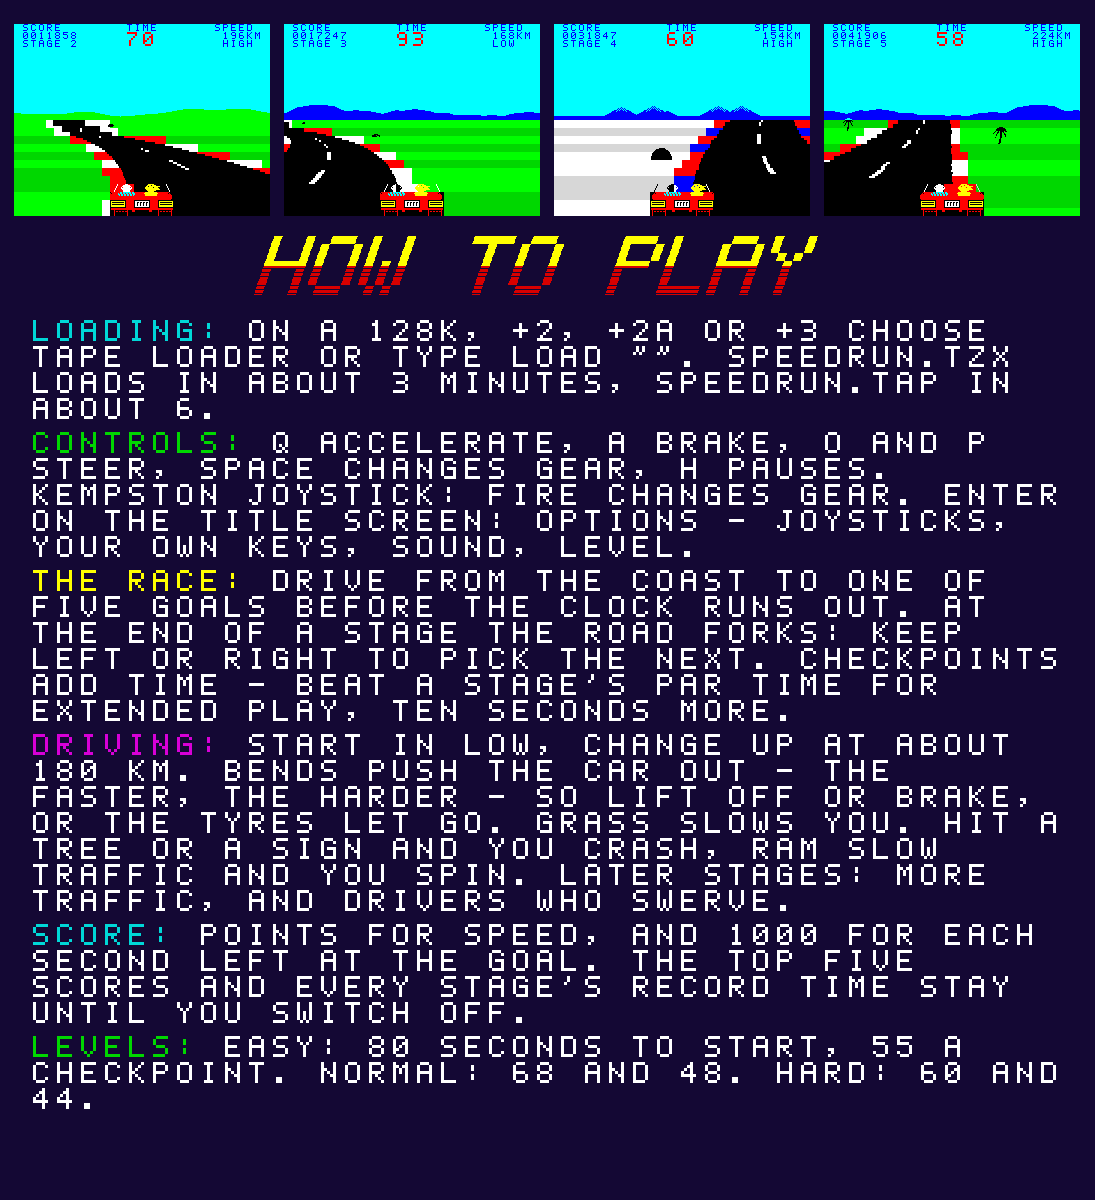 SCORE TIME SPEED
0011358 70 196KM
STAGE 2 HIGH
SCORE TIME SPEED
0017247 93 168KM
STAGE 3 LOW
SCORE TIME SPEED
0031847 60 154KM
STAGE 4 HIGH
SCORE TIME SPEED
0041906 58 224KM
STAGE 5 HIGH
HOW TO PLAY
LOADING: ON A 128K, +2, +2A OR +3 CHOOSE
TAPE LOADER OR TYPE LOAD "". SPEEDRUN.TZX
LOADS IN ABOUT 3 MINUTES, SPEEDRUN.TAP IN
ABOUT 6.
CONTROLS: Q ACCELERATE, A BRAKE, O AND P
STEER, SPACE CHANGES GEAR, H PAUSES.
KEMPSTON JOYSTICK: FIRE CHANGES GEAR. ENTER
ON THE TITLE SCREEN: OPTIONS - JOYSTICKS,
YOUR OWN KEYS, SOUND, LEVEL.
THE RACE: DRIVE FROM THE COAST TO ONE OF
FIVE GOALS BEFORE THE CLOCK RUNS OUT. AT
THE END OF A STAGE THE ROAD FORKS: KEEP
LEFT OR RIGHT TO PICK THE NEXT. CHECKPOINTS
ADD TIME - BEAT A STAGE'S PAR TIME FOR
EXTENDED PLAY, TEN SECONDS MORE.
DRIVING: START IN LOW, CHANGE UP AT ABOUT
180 KM. BENDS PUSH THE CAR OUT - THE
FASTER, THE HARDER - SO LIFT OFF OR BRAKE,
OR THE TYRES LET GO. GRASS SLOWS YOU. HIT A
TREE OR A SIGN AND YOU CRASH, RAM SLOW
TRAFFIC AND YOU SPIN. LATER STAGES: MORE
TRAFFIC, AND DRIVERS WHO SWERVE.
SCORE: POINTS FOR SPEED, AND 1000 FOR EACH
SECOND LEFT AT THE GOAL. THE TOP FIVE
SCORES AND EVERY STAGE'S RECORD TIME STAY
UNTIL YOU SWITCH OFF.
LEVELS: EASY: 80 SECONDS TO START, 55 A
CHECKPOINT. NORMAL: 68 AND 48. HARD: 60 AND
44.